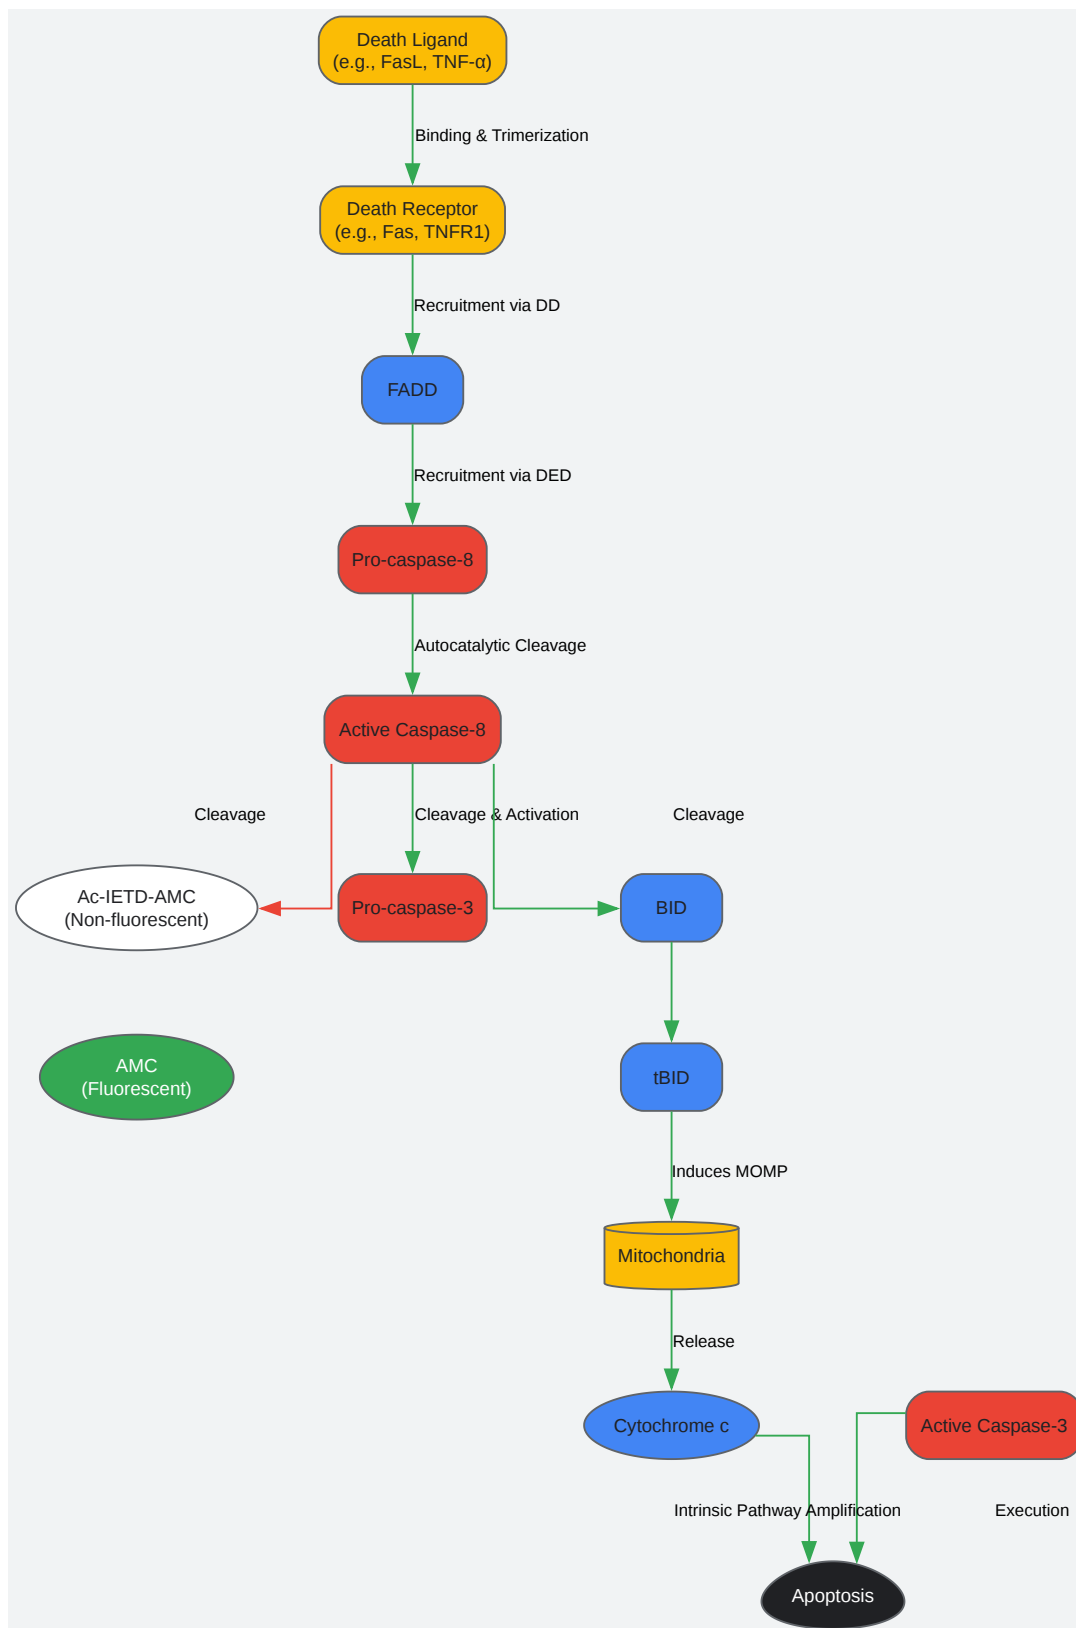 Death Ligand
(e.g., FasL, TNF-α)
Binding & Trimerization
Death Receptor
(e.g., Fas, TNFR1)
Recruitment via DD
FADD
Recruitment via DED
Pro-caspase-8
Autocatalytic Cleavage
Active Caspase-8
Cleavage
Cleavage & Activation
Cleavage
Ac-IETD-AMC
(Non-fluorescent)
Pro-caspase-3
BID
AMC
(Fluorescent)
tBID
Induces MOMP
Mitochondria
Release
Cytochrome c
Active Caspase-3
Intrinsic Pathway Amplification
Execution
Apoptosis